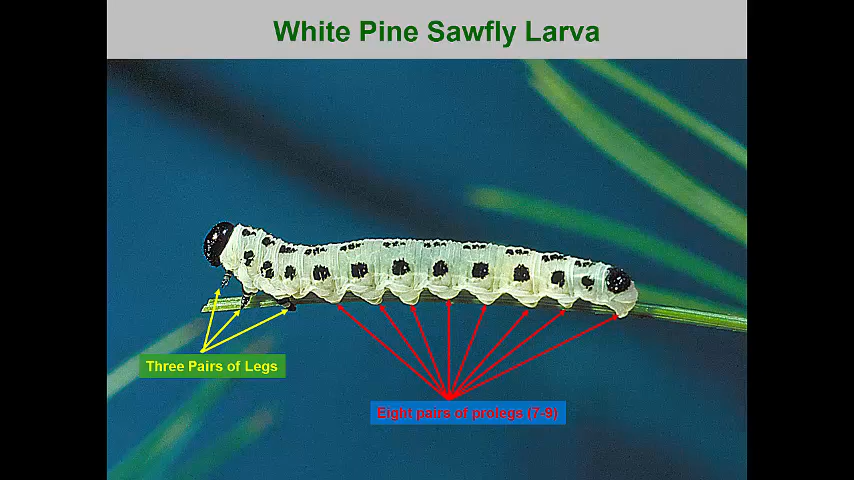 White Pine Sawfly Larva
Three Pairs of Legs
Eight pairs of prolegs (7-9)